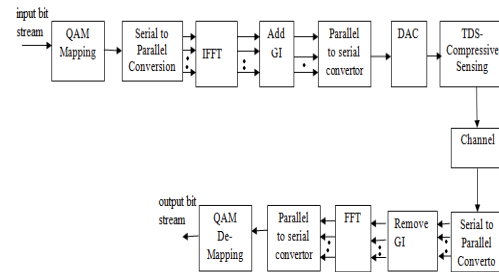 input bit
stream
QAM
Mapping
Serial to
Parallel
Conversion
IFFT
Add
GI
Parallel
to serial
convertor
DAC
TDS-
Compressive
Sensing
Channel
output bit
stream
QAM
De-
Mapping
Parallel
to serial
convertor
FFT
Remove
GI
Serial to
Parallel
Converto